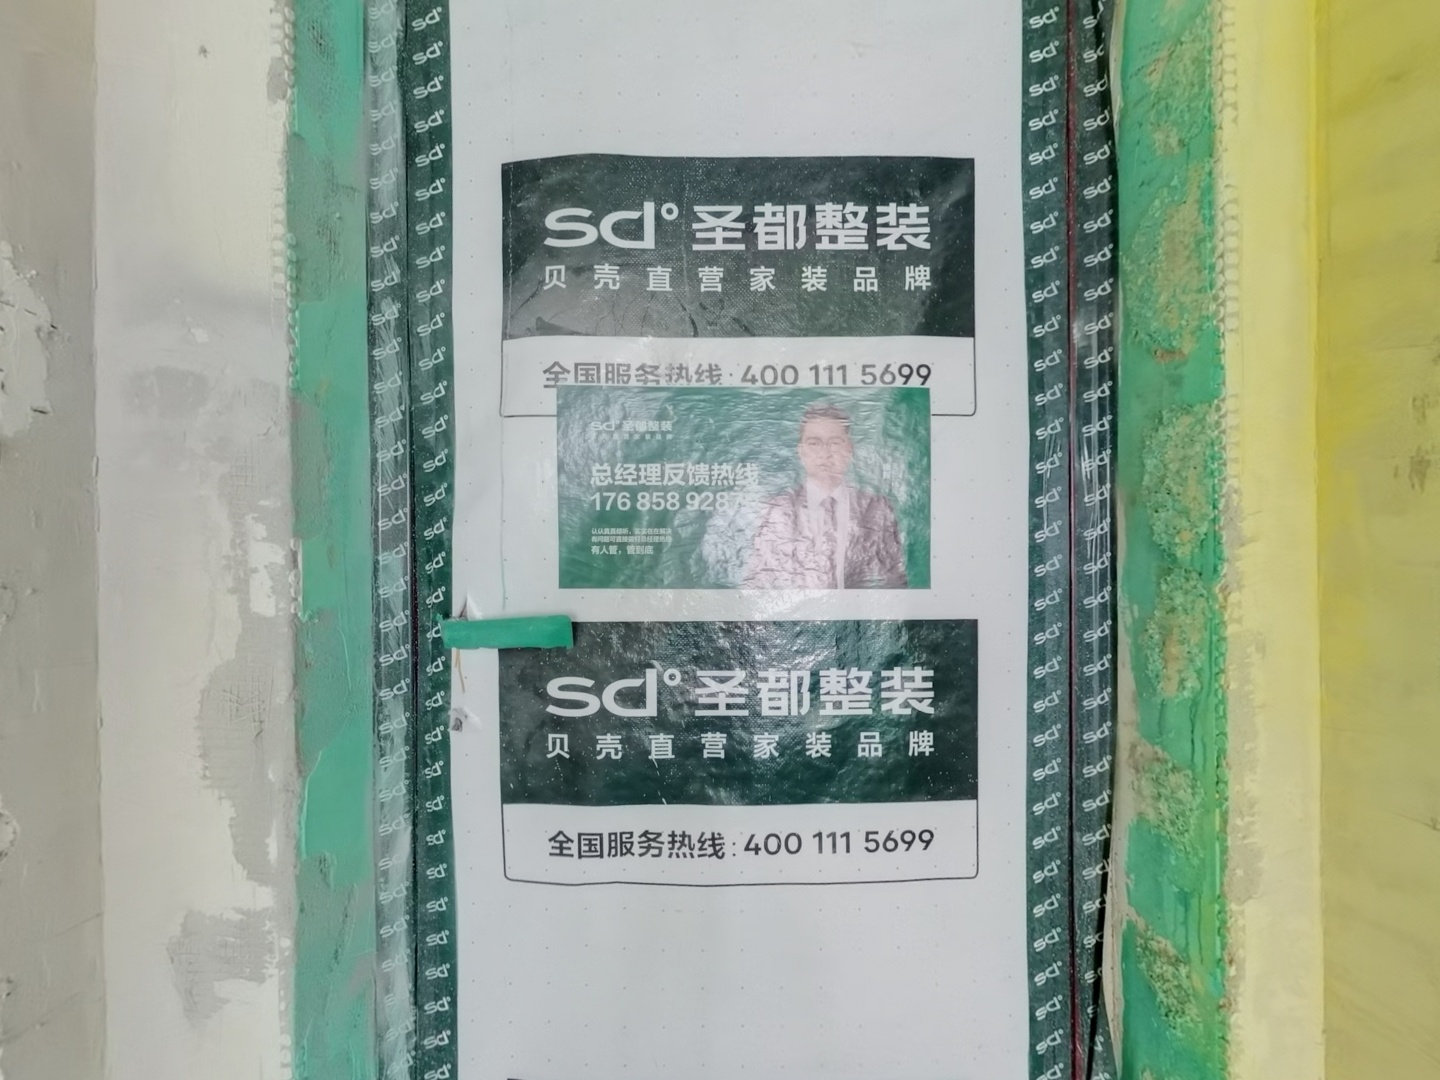 sd° 圣都整装
贝壳直营家装品牌
全国服务热线: 400 111 5699
sd° 圣都整装
总经理反馈热线
176 858 9287
有人管，管到底
sd° 圣都整装
贝壳直营家装品牌
全国服务热线: 400 111 5699